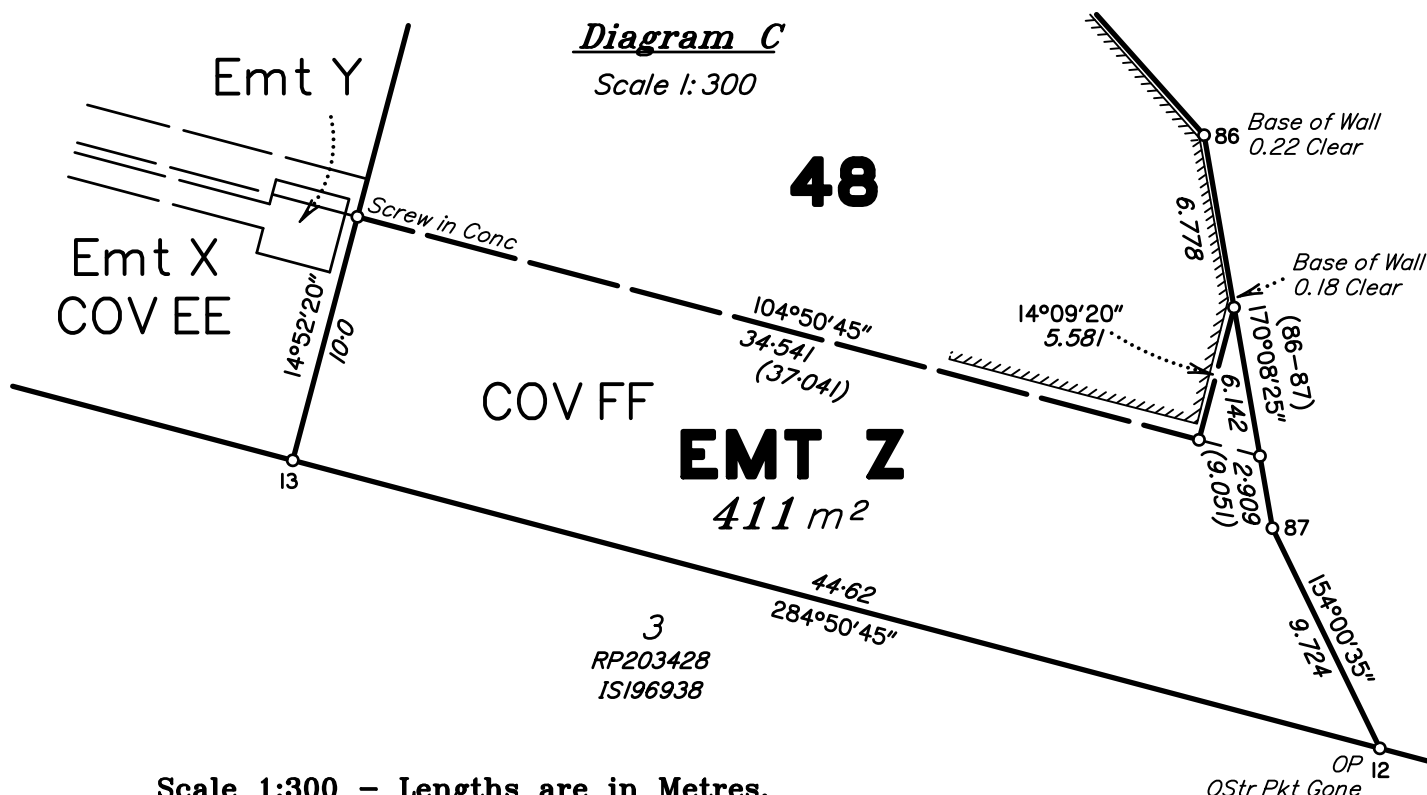 Diagram C
Scale 1:300
Emt Y
86
Base of Wall
0.22 Clear
48
Screw in Conc
6.778
Emt X
COV EE
Base of Wall
0.18 Clear
14°52'20"
10·0
104°50'45"
34·541
(37·041)
14°09'20"
5.581
(86-87)
170°08'25"
6.142
2.909
(9.051)
COV FF
EMT Z
411 m²
13
87
44·62
284°50'45"
154°00'35"
9.724
3
RP203428
IS196938
OP
12
OStr Pkt Gone
Scale 1:300 - Lengths are in Metres.